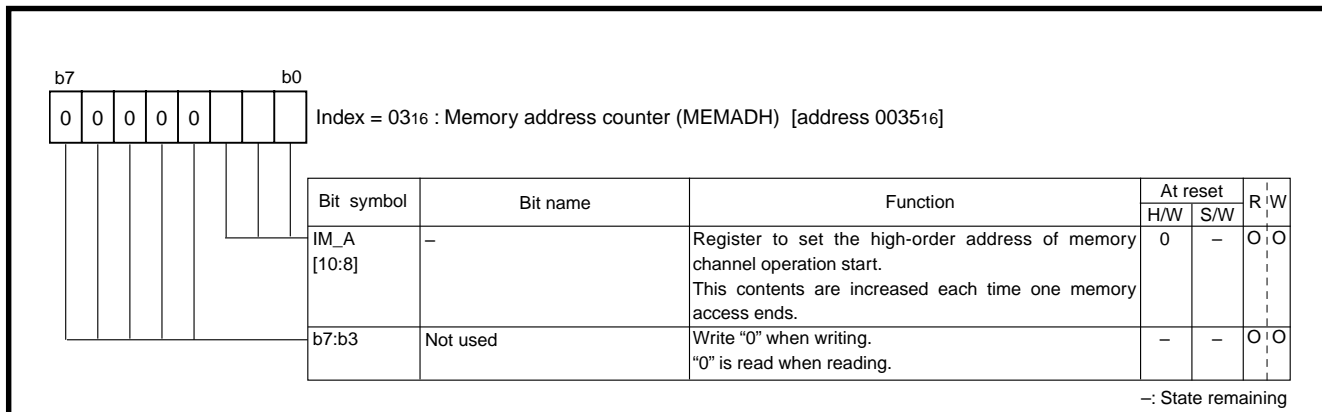 b7 b0
0 0 0 0 0 Index = 0316 : Memory address counter (MEMADH) [address 003516]
Bit symbol Bit name Function At reset R W
H/W S/W
IM_A – Register to set the high-order address of memory 0 – O O
[10:8] channel operation start.
This contents are increased each time one memory
access ends.
b7:b3 Not used Write “0” when writing. – – O O
“0” is read when reading.
–: State remaining